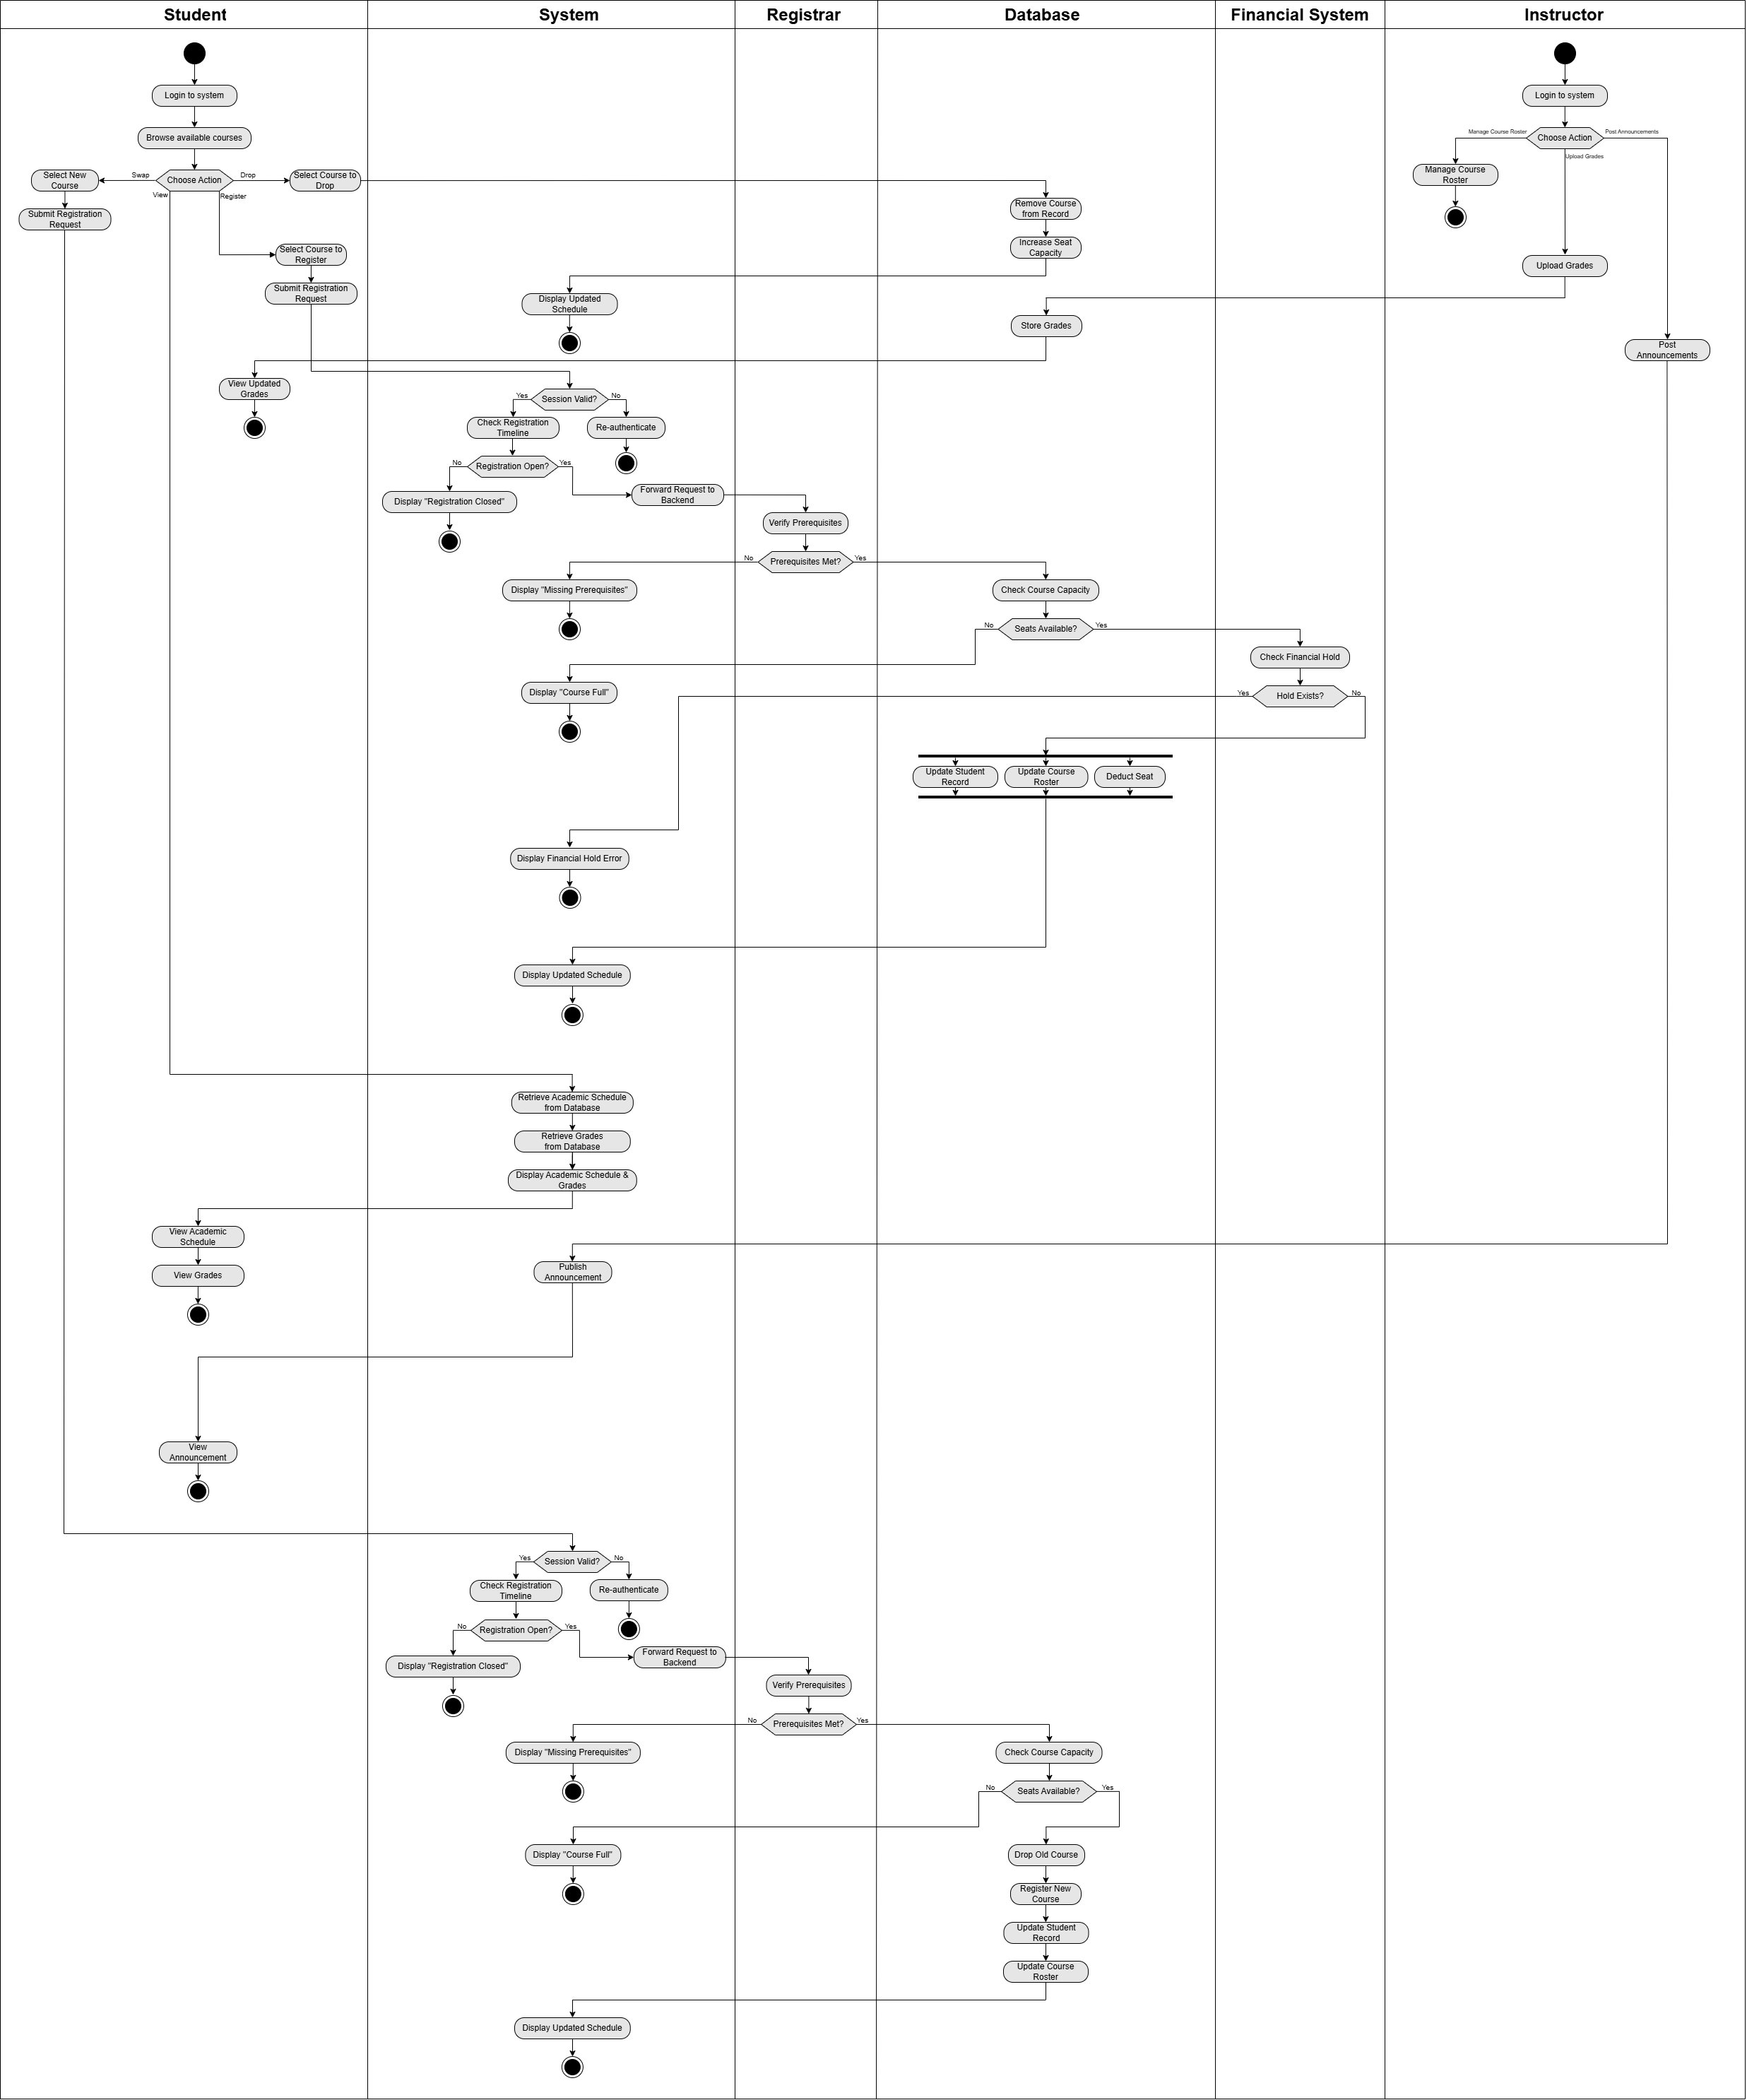 Student
System
Registrar
Database
Financial System
Instructor
Login to system
Login to system
Browse available courses
Manage Course Roster
Choose Action
Post Announcements
Upload Grades
Select New
Course
Swap
Choose Action
Drop
Select Course to
Drop
View
Register
Manage Course
Roster
Submit Registration
Request
Remove Course
from Record
Select Course to
Register
Increase Seat
Capacity
Upload Grades
Submit Registration
Request
Display Updated
Schedule
Store Grades
Post
Announcements
View Updated
Grades
Yes
Session Valid?
No
Check Registration
Timeline
Re-authenticate
No
Registration Open?
Yes
Display "Registration Closed"
Forward Request to
Backend
Verify Prerequisites
No
Prerequisites Met?
Yes
Display "Missing Prerequisites"
Check Course Capacity
No
Seats Available?
Yes
Check Financial Hold
Display "Course Full"
Yes
Hold Exists?
No
Update Student
Record
Update Course
Roster
Deduct Seat
Display Financial Hold Error
Display Updated Schedule
Retrieve Academic Schedule
from Database
Retrieve Grades
from Database
Display Academic Schedule &
Grades
View Academic
Schedule
View Grades
Publish
Announcement
View
Announcement
Yes
Session Valid?
No
Check Registration
Timeline
Re-authenticate
No
Registration Open?
Yes
Display "Registration Closed"
Forward Request to
Backend
Verify Prerequisites
No
Prerequisites Met?
Yes
Display "Missing Prerequisites"
Check Course Capacity
No
Seats Available?
Yes
Display "Course Full"
Drop Old Course
Register New
Course
Update Student
Record
Update Course
Roster
Display Updated Schedule